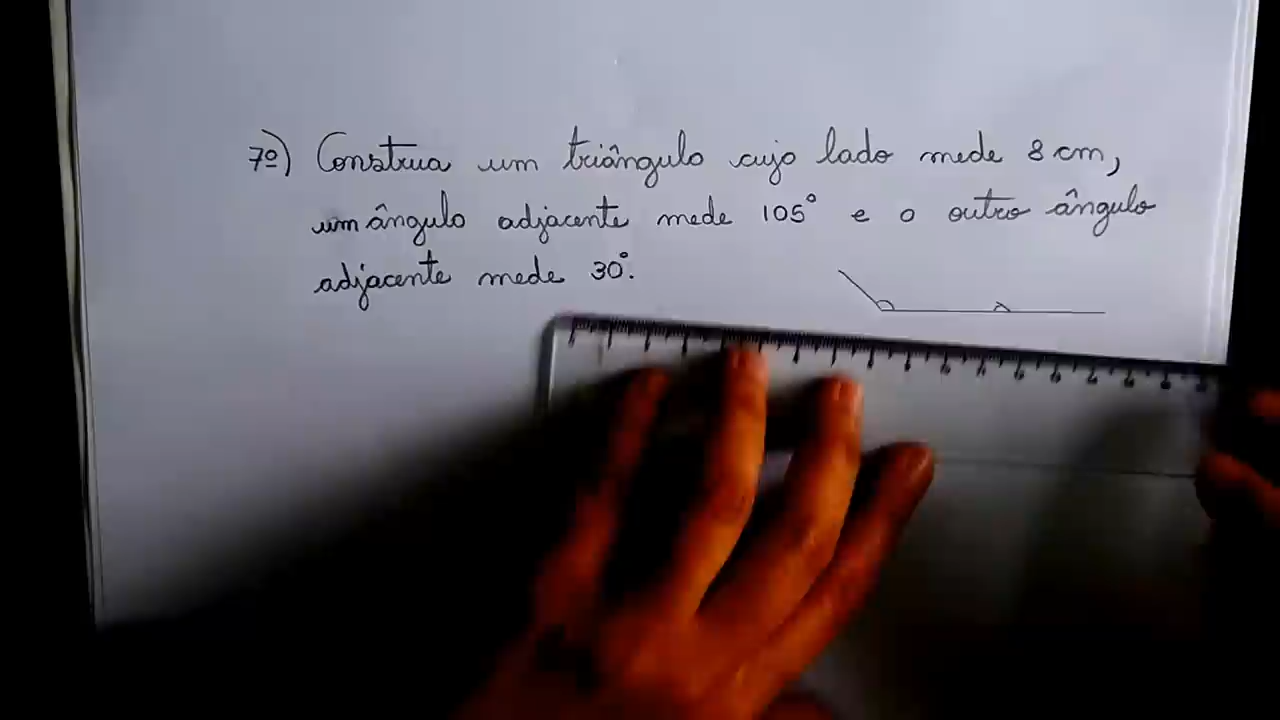 7º) Construa um triângulo cujo lado mede 8 cm,
um ângulo adjacente mede 105° e o outro ângulo
adjacente mede 30°.